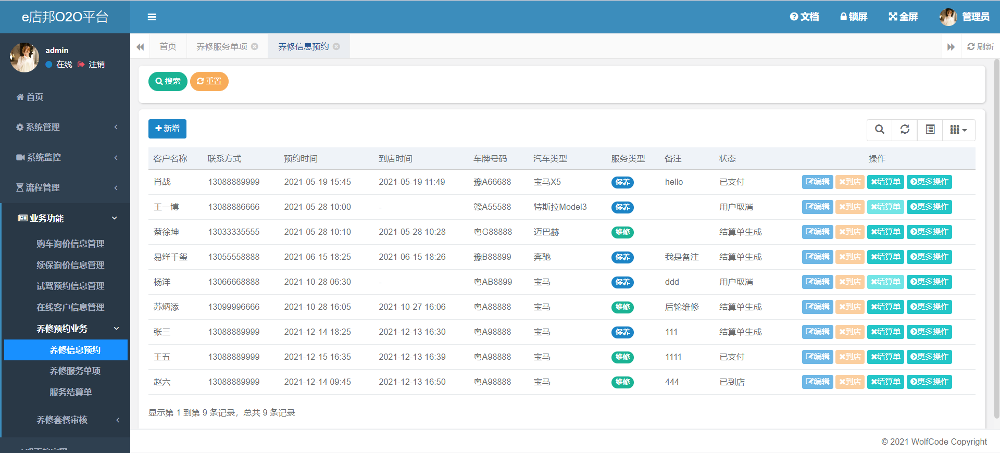 e店邦O2O平台
文档 锁屏 全屏 管理员
admin
在线 注销
首页 养修服务单项 养修信息预约 刷新
首页
系统管理
系统监控
流程管理
业务功能
购车询价信息管理
续保询价信息管理
试驾预约信息管理
在线客户信息管理
养修预约业务
养修信息预约
养修服务单项
服务结算单
养修套餐审核
搜索 重置
新增
客户名称 联系方式 预约时间 到店时间 车牌号码 汽车类型 服务类型 备注 状态 操作
肖战 13088889999 2021-05-19 15:45 2021-05-19 11:49 豫A66688 宝马X5 保养 hello 已支付 编辑 到店 结算单 更多操作
王一博 13088886666 2021-05-28 10:00 - 赣A55588 特斯拉Model3 保养 用户取消 编辑 到店 结算单 更多操作
蔡徐坤 13033335555 2021-05-28 10:10 2021-05-28 10:28 粤G88888 迈巴赫 维修 结算单生成 编辑 到店 结算单 更多操作
易烊千玺 13055558888 2021-06-15 18:25 2021-06-15 18:26 豫B88899 奔驰 保养 我是备注 结算单生成 编辑 到店 结算单 更多操作
杨洋 13066668888 2021-10-28 06:30 - 粤AB8899 宝马 保养 ddd 用户取消 编辑 到店 结算单 更多操作
苏炳添 13099996666 2021-10-28 16:05 2021-10-27 16:06 粤A88888 宝马 维修 后轮维修 结算单生成 编辑 到店 结算单 更多操作
张三 13088889999 2021-12-14 18:25 2021-12-13 16:30 粤A98888 宝马 保养 111 结算单生成 编辑 到店 结算单 更多操作
王五 13088889999 2021-12-15 16:35 2021-12-13 16:39 粤A98888 宝马 维修 1111 已支付 编辑 到店 结算单 更多操作
赵六 13088889999 2021-12-14 09:45 2021-12-13 16:50 粤A98888 宝马 维修 444 已到店 编辑 到店 结算单 更多操作
显示第 1 到第 9 条记录，总共 9 条记录
© 2021 WolfCode Copyright